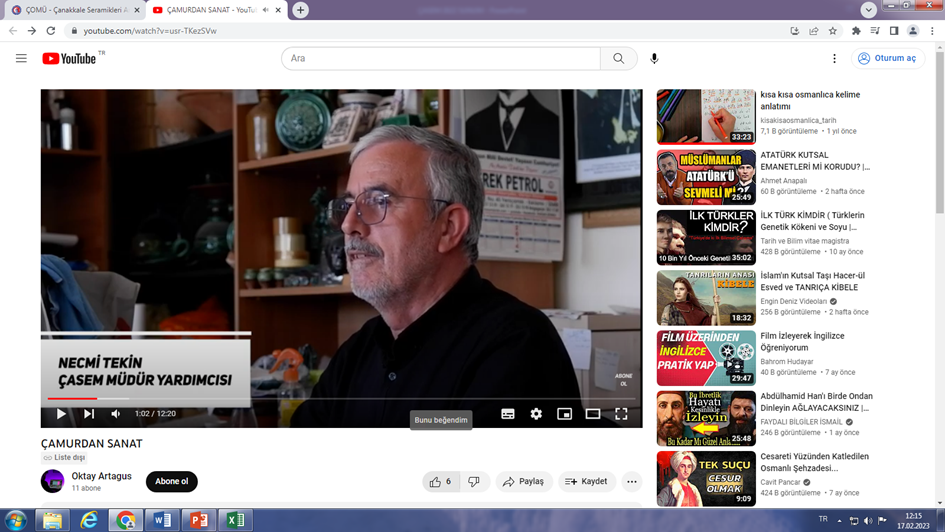 ÇOMÜ - Çanakkale Seramikleri A
ÇAMURDAN SANAT - YouTu
youtube.com/watch?v=usr-TKezSVw
YouTube TR
Ara
Oturum aç
REK PETROL
NECMİ TEKİN
ÇASEM MÜDÜR YARDIMCISI
ABONE
OL
1:02 / 12:20
Bunu beğendim
ÇAMURDAN SANAT
Liste dışı
Oktay Artagus
11 abone
Abone ol
6
Paylaş
Kaydet
33:23
kısa kısa osmanlıca kelime
anlatımı
kisakisaosmanlica_tarih
7,1 B görüntüleme • 1 yıl önce
MÜSLÜMANLAR
ATATÜRK'Ü
SEVMELİ Mİ
25:49
ATATÜRK KUTSAL
EMANETLERİ Mİ KORUDU? |...
Ahmet Anapalı
60 B görüntüleme • 2 hafta önce
İLK TÜRKLER
KİMDİR?
10 Bin Yıl Önceki Geneti
35:02
İLK TÜRK KİMDİR ( Türklerin
Genetik Kökeni ve Soyu |...
Tarih ve Bilim vitae magistra
428 B görüntüleme • 10 ay önce
TANRILARIN ANASI
KİBELE
18:32
İslam'ın Kutsal Taşı Hacer-ül
Esved ve TANRIÇA KİBELE
Engin Deniz Videoları
256 B görüntüleme • 2 hafta önce
FİLM ÜZERİNDEN
İNGİLİZCE
PRATİK YAP
29:47
Film İzleyerek İngilizce
Öğreniyorum
Bahrom Hudayar
40 B görüntüleme • 7 ay önce
Bu İbretlik
Hayatı
Kesinlikle
İzleyin
Bu Kadar Mı Güzel Anla
25:48
Abdülhamid Han'ı Birde Ondan
Dinleyin AĞLAYACAKSINIZ |...
FAYDALI BİLGİLER İSMAİL
246 B görüntüleme • 1 ay önce
TEK SUÇU
CESUR
OLMAK
9:09
Cesareti Yüzünden Katledilen
Osmanlı Şehzadesi...
Cavit Pancar
424 B görüntüleme • 7 ay önce
TR
12:15
17.02.2023